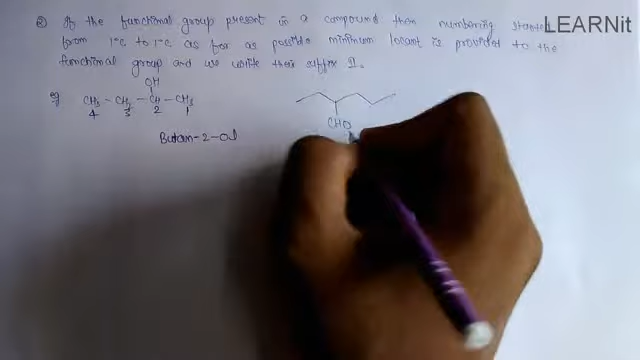 LEARNit
② If the functional group present in a compound then numbering started
from 1°C to 1°C as for as possible minimum locant is provided to the
functional group and we write their suffix II.
OH
eg CH3 - CH2 - CH - CH3
4 3 2 1
CHO
Butan-2-Ol